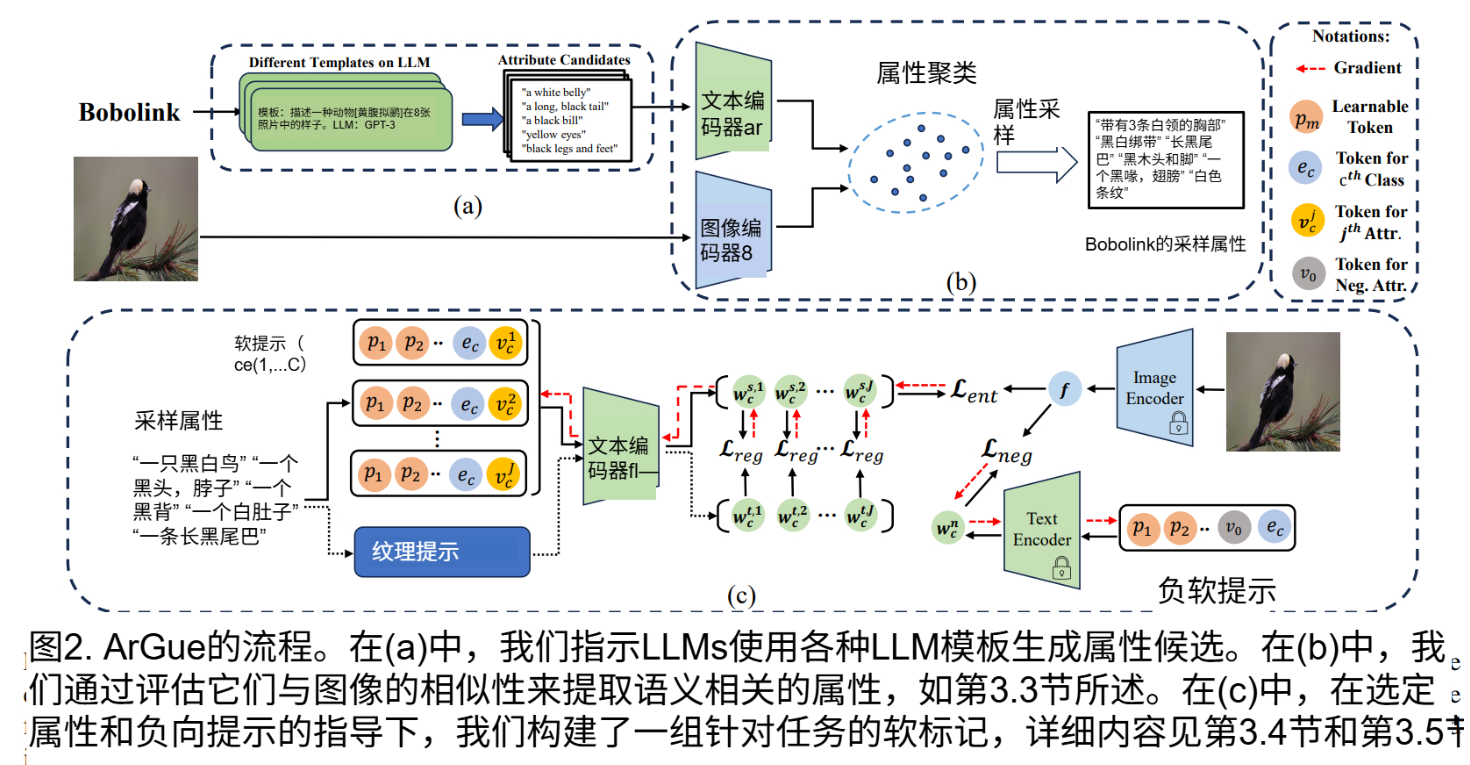 Different Templates on LLM
模板：描述一种动物[黄腹拟鹂]在8张
照片中的样子。LLM：GPT-3
Attribute Candidates
"a white belly"
"a long, black tail"
"a black bill"
"yellow eyes"
"black legs and feet"
Bobolink
(a)
文本编
码器ar
图像编
码器8
属性聚类
属性采
样
“带有3条白领的胸部”
“黑白绑带” “长黑尾
巴” “黑木头和脚” “一
个黑喙，翅膀” “白色
条纹”
Bobolink的采样属性
(b)
Notations:
Gradient
p_m Learnable
Token
e_c Token for
c^th Class
v_c^j Token for
j^th Attr.
v_0 Token for
Neg. Attr.
软提示（
ce(1,...C)
p_1 p_2 ·· e_c v_c^1
p_1 p_2 ·· e_c v_c^2
⋮
p_1 p_2 ·· e_c v_c^J
采样属性
“一只黑白鸟” “一个
黑头，脖子” “一个
黑背” “一个白肚子”
“一条长黑尾巴”
纹理提示
文本编
码器fl—
w_c^{s,1} w_c^{s,2} ··· w_c^{s,J}
ℒ_reg ℒ_reg ··· ℒ_reg
w_c^{t,1} w_c^{t,2} ··· w_c^{t,J}
ℒ_ent
f
Image
Encoder
ℒ_neg
w_c^n
Text
Encoder
p_1 p_2 ·· v_0 e_c
负软提示
(c)
图2. ArGue的流程。在(a)中，我们指示LLMs使用各种LLM模板生成属性候选。在(b)中，我
们通过评估它们与图像的相似性来提取语义相关的属性，如第3.3节所述。在(c)中，在选定
属性和负向提示的指导下，我们构建了一组针对任务的软标记，详细内容见第3.4节和第3.5节